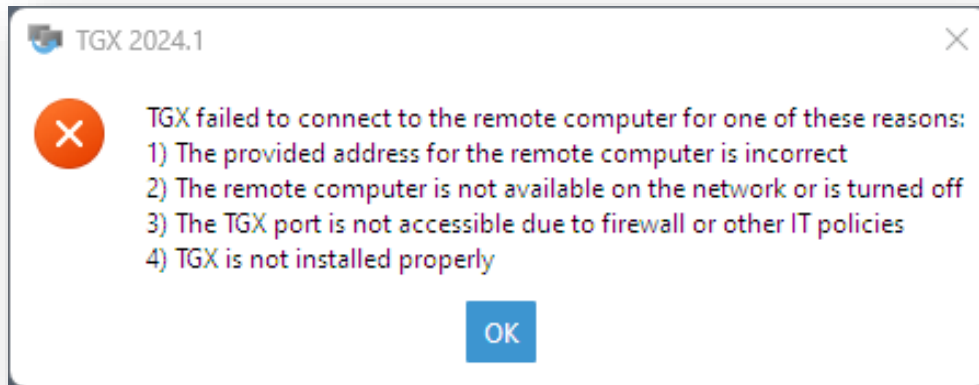 TGX 2024.1
TGX failed to connect to the remote computer for one of these reasons:
1) The provided address for the remote computer is incorrect
2) The remote computer is not available on the network or is turned off
3) The TGX port is not accessible due to firewall or other IT policies
4) TGX is not installed properly
OK